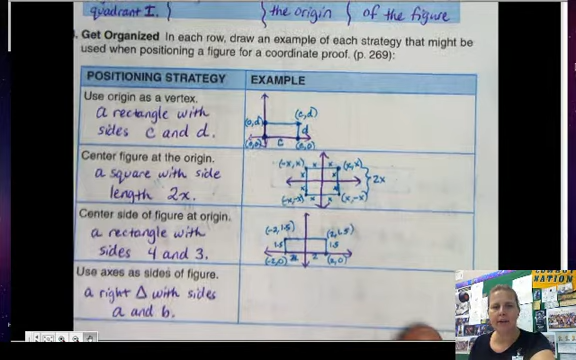 quadrant I. the origin of the figure
Get Organized In each row, draw an example of each strategy that might be
used when positioning a figure for a coordinate proof. (p. 269):
POSITIONING STRATEGY EXAMPLE
Use origin as a vertex.
a rectangle with
sides c and d.
(0,d) (c,d)
d
c
(0,0) (c,0)
Center figure at the origin.
a square with side
length 2x.
(-x,x) x x (x,x)
x x
x x
2x
(-x,-x) x x (x,-x)
Center side of figure at origin.
a rectangle with
sides 4 and 3.
(-2,1.5) (2,1.5)
1.5 1.5
(-2,0) 2 2 (2,0)
Use axes as sides of figure.
a right Δ with sides
a and b.
NATION